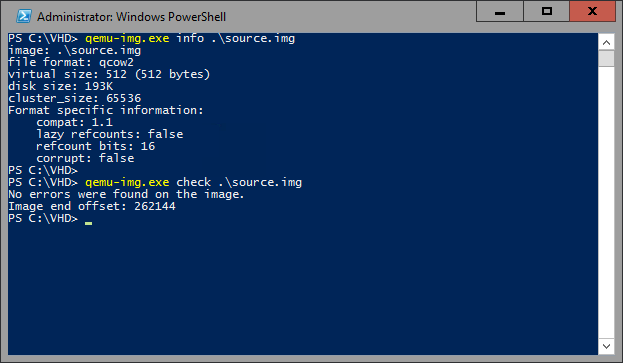 Administrator: Windows PowerShell
PS C:\VHD> qemu-img.exe info .\source.img
image: .\source.img
file format: qcow2
virtual size: 512 (512 bytes)
disk size: 193K
cluster_size: 65536
Format specific information:
    compat: 1.1
    lazy refcounts: false
    refcount bits: 16
    corrupt: false
PS C:\VHD>
PS C:\VHD> qemu-img.exe check .\source.img
No errors were found on the image.
Image end offset: 262144
PS C:\VHD>